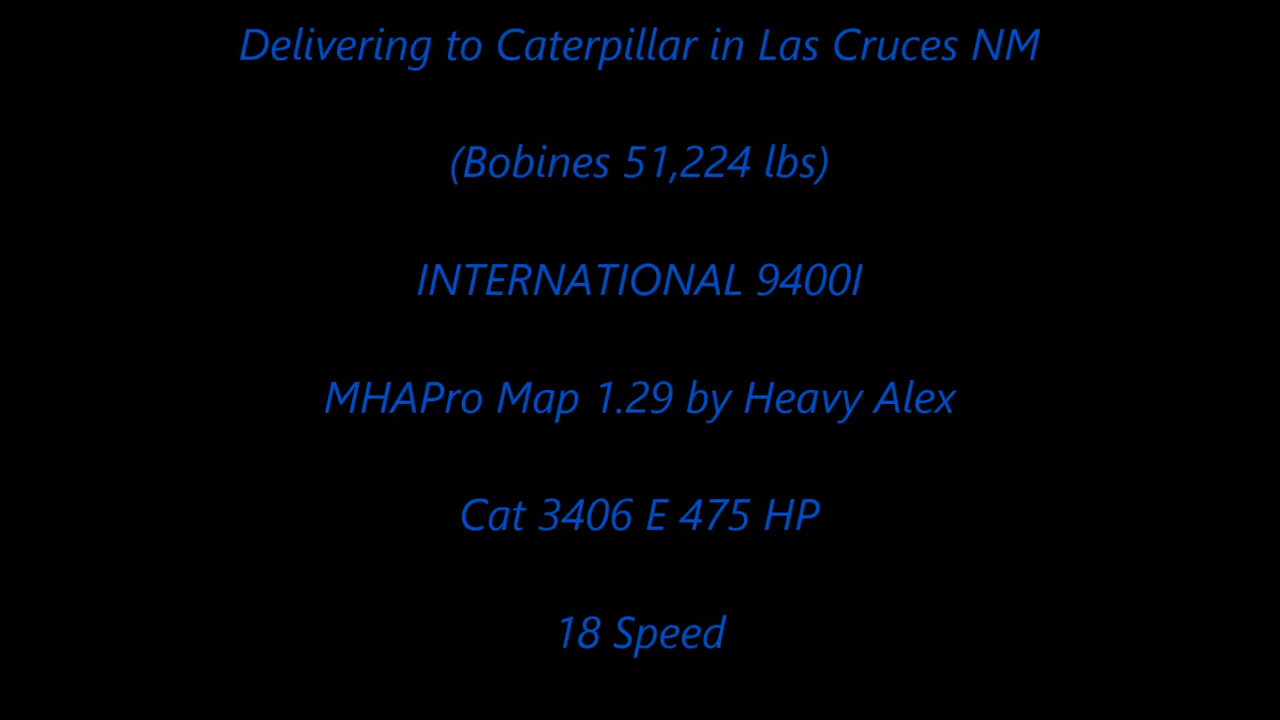 Delivering to Caterpillar in Las Cruces NM
(Bobines 51,224 lbs)
INTERNATIONAL 9400I
MHAPro Map 1.29 by Heavy Alex
Cat 3406 E 475 HP
18 Speed